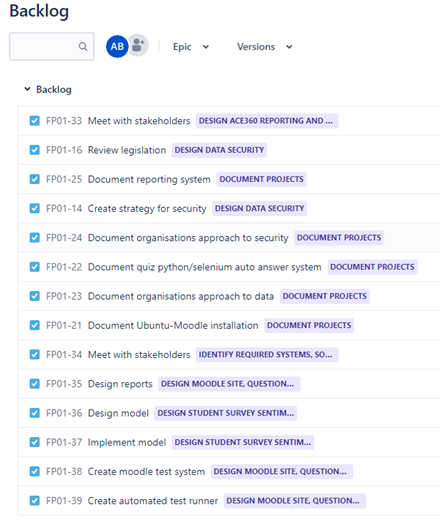 Backlog
AB
Epic
Versions
Backlog
FP01-33 Meet with stakeholders DESIGN ACE360 REPORTING AND ...
FP01-16 Review legislation DESIGN DATA SECURITY
FP01-25 Document reporting system DOCUMENT PROJECTS
FP01-14 Create strategy for security DESIGN DATA SECURITY
FP01-24 Document organisations approach to security DOCUMENT PROJECTS
FP01-22 Document quiz python/selenium auto answer system DOCUMENT PROJECTS
FP01-23 Document organisations approach to data DOCUMENT PROJECTS
FP01-21 Document Ubuntu-Moodle installation DOCUMENT PROJECTS
FP01-34 Meet with stakeholders IDENTIFY REQUIRED SYSTEMS, SO...
FP01-35 Design reports DESIGN MOODLE SITE, QUESTION...
FP01-36 Design model DESIGN STUDENT SURVEY SENTIM...
FP01-37 Implement model DESIGN STUDENT SURVEY SENTIM...
FP01-38 Create moodle test system DESIGN MOODLE SITE, QUESTION...
FP01-39 Create automated test runner DESIGN MOODLE SITE, QUESTION...